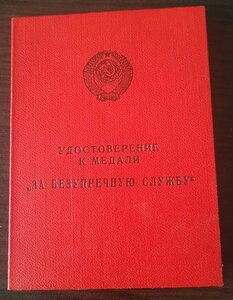 УДОСТОВЕРЕНИЕ
К МЕДАЛИ
„ЗА БЕЗУПРЕЧНУЮ СЛУЖБУ“